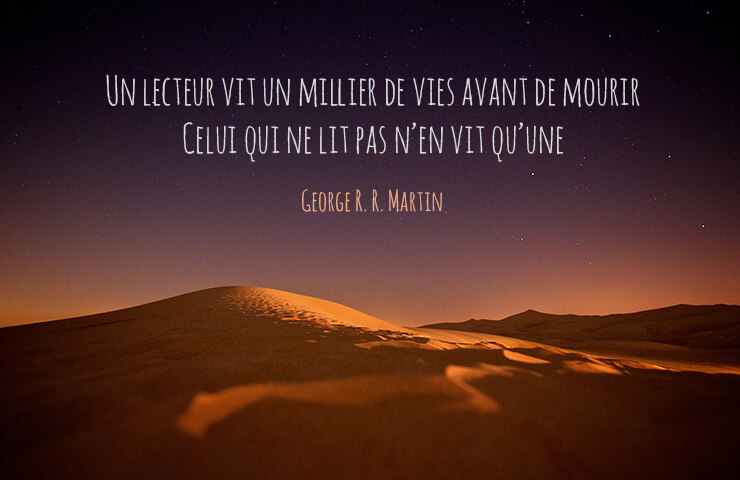 Un lecteur vit un millier de vies avant de mourir
Celui qui ne lit pas n’en vit qu’une
George R. R. Martin